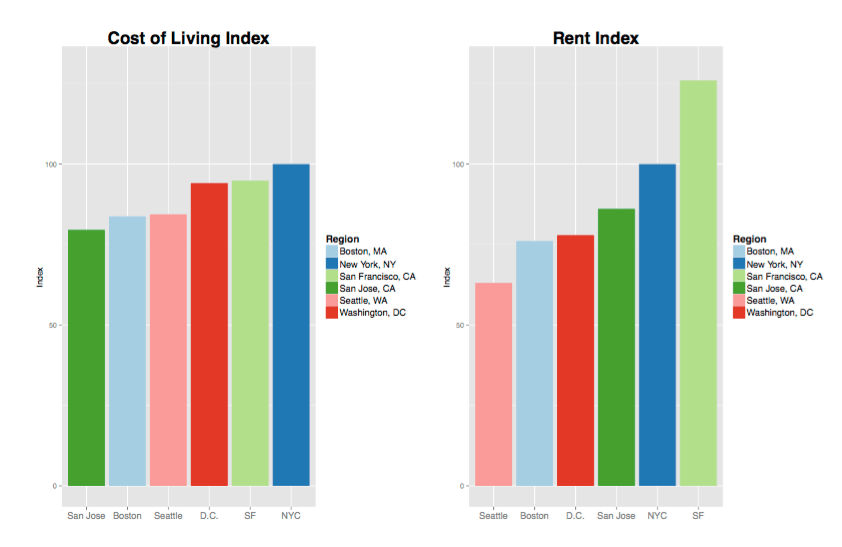 Cost of Living Index
100
50
0
Index
San Jose Boston Seattle D.C. SF NYC
Region
Boston, MA
New York, NY
San Francisco, CA
San Jose, CA
Seattle, WA
Washington, DC
Rent Index
100
50
0
Index
Seattle Boston D.C. San Jose NYC SF
Region
Boston, MA
New York, NY
San Francisco, CA
San Jose, CA
Seattle, WA
Washington, DC